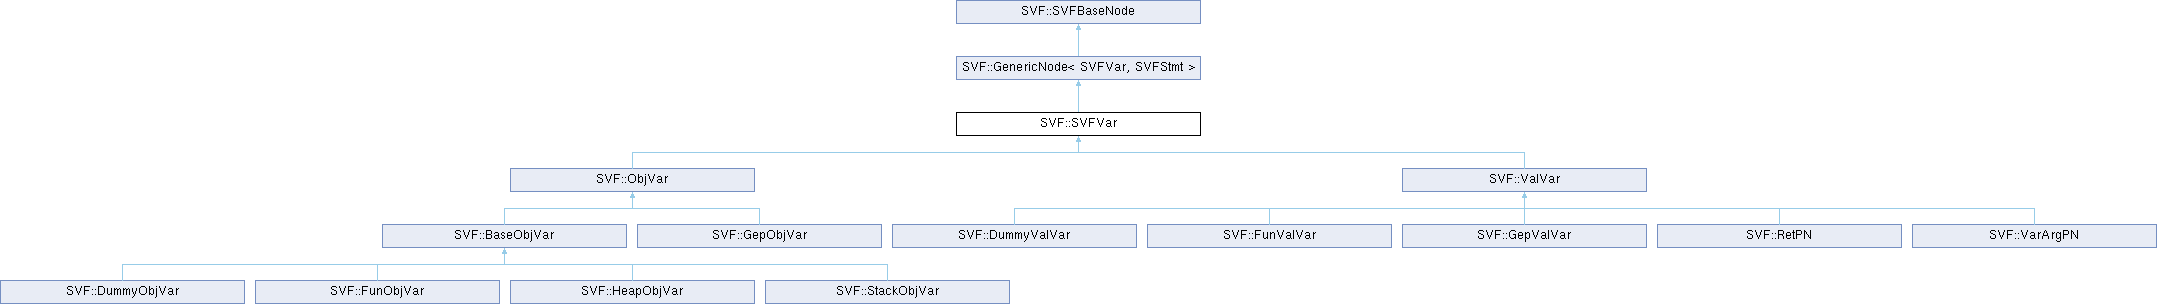 SVF::SVFBaseNode
SVF::GenericNode< SVFVar, SVFStmt >
SVF::SVFVar
SVF::ObjVar
SVF::ValVar
SVF::BaseObjVar
SVF::GepObjVar
SVF::DummyValVar
SVF::FunValVar
SVF::GepValVar
SVF::RetPN
SVF::VarArgPN
SVF::DummyObjVar
SVF::FunObjVar
SVF::HeapObjVar
SVF::StackObjVar